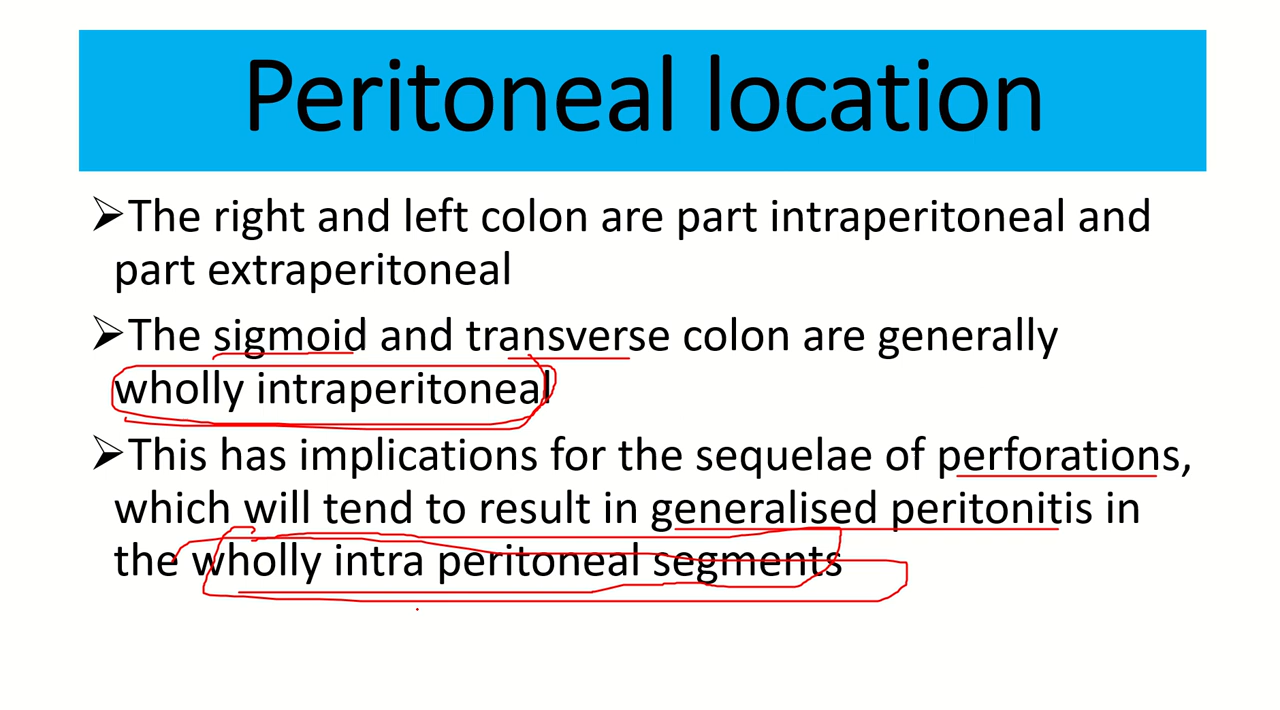 Peritoneal location
➢The right and left colon are part intraperitoneal and
part extraperitoneal
➢The sigmoid and transverse colon are generally
wholly intraperitoneal
➢This has implications for the sequelae of perforations,
which will tend to result in generalised peritonitis in
the wholly intra peritoneal segments